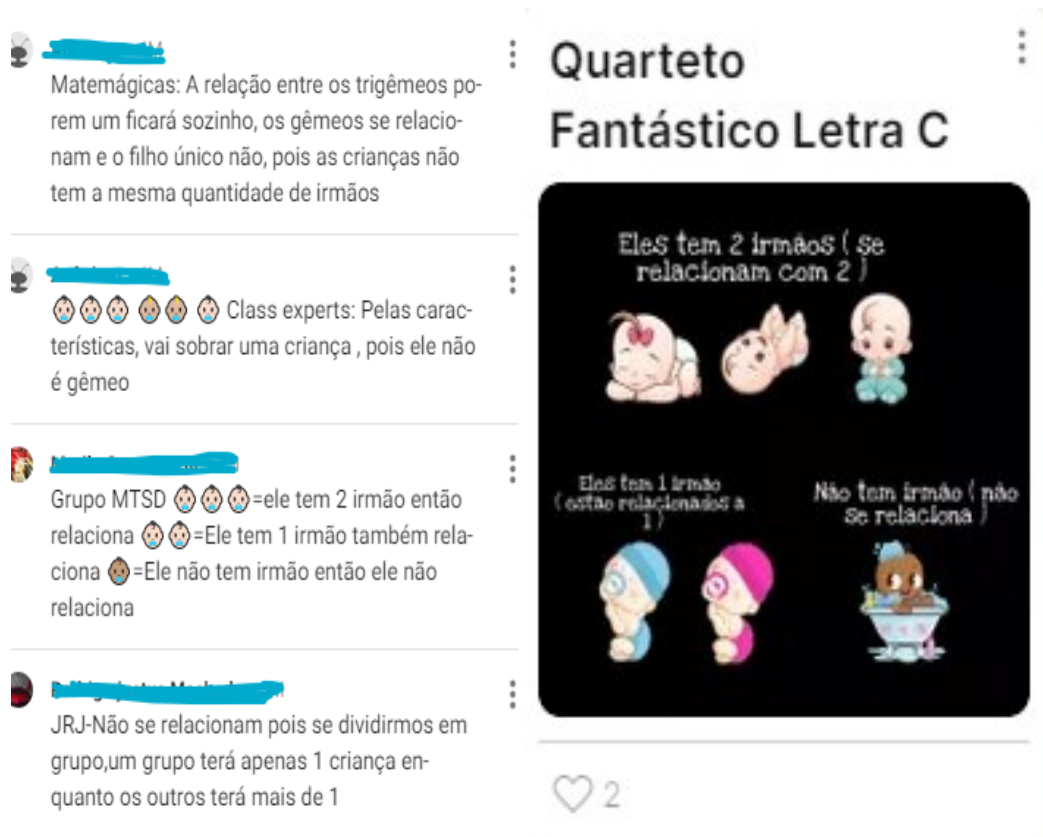 Matemágicas: A relação entre os trigêmeos po-
rem um ficará sozinho, os gêmeos se relacio-
nam e o filho único não, pois as crianças não
tem a mesma quantidade de irmãos
👶🏻👶🏻👶🏻 👶🏽👶🏽 👶🏻 Class experts: Pelas carac-
terísticas, vai sobrar uma criança , pois ele não
é gêmeo
Grupo MTSD 👶🏻👶🏻👶🏻=ele tem 2 irmão então
relaciona 👶🏻👶🏻=Ele tem 1 irmão também rela-
ciona 👶🏽=Ele não tem irmão então ele não
relaciona
JRJ-Não se relacionam pois se dividirmos em
grupo,um grupo terá apenas 1 criança en-
quanto os outros terá mais de 1
Quarteto
Fantástico Letra C
Eles tem 2 irmãos ( se
relacionam com 2 )
Eles tem 1 irmão
( estão relacionados a
1 )
Não tem irmão ( não
se relaciona )
2